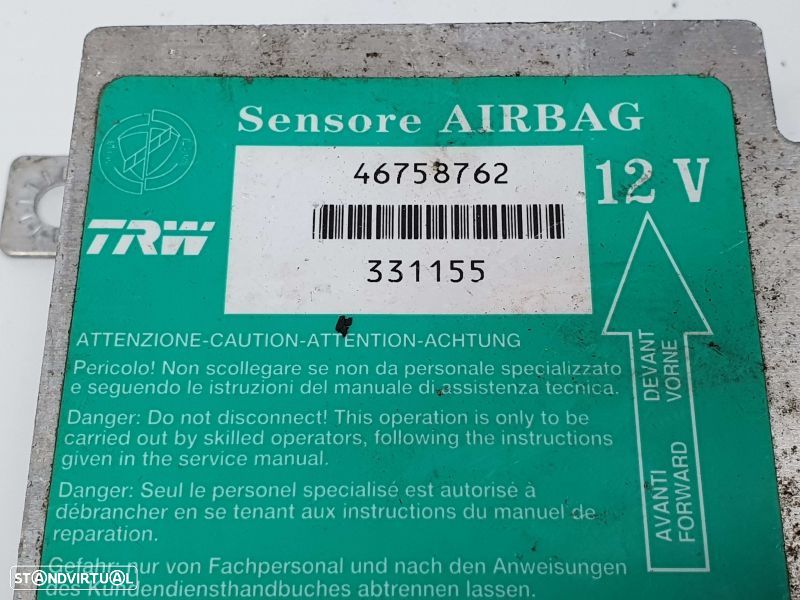 Sensore AIRBAG
46758762
12 V
TRW
331155
ATTENZIONE-CAUTION-ATTENTION-ACHTUNG
Pericolo! Non scollegare se non da personale specializzato
e seguendo le istruzioni del manuale di assistenza tecnica.
Danger: Do not disconnect! This operation is only to be
carried out by skilled operators, following the instructions
given in the service manual.
Danger: Seul le personel specialisé est autorisé à
débrancher en se tenant aux instructions du manuel de
reparation.
Gefahr: nur von Fachpersonal und nach den Anweisungen
des Kundendiensthandbuches abtrennen lassen.
DEVANT
VORNE
AVANTI
FORWARD
STANDVIRTUAL